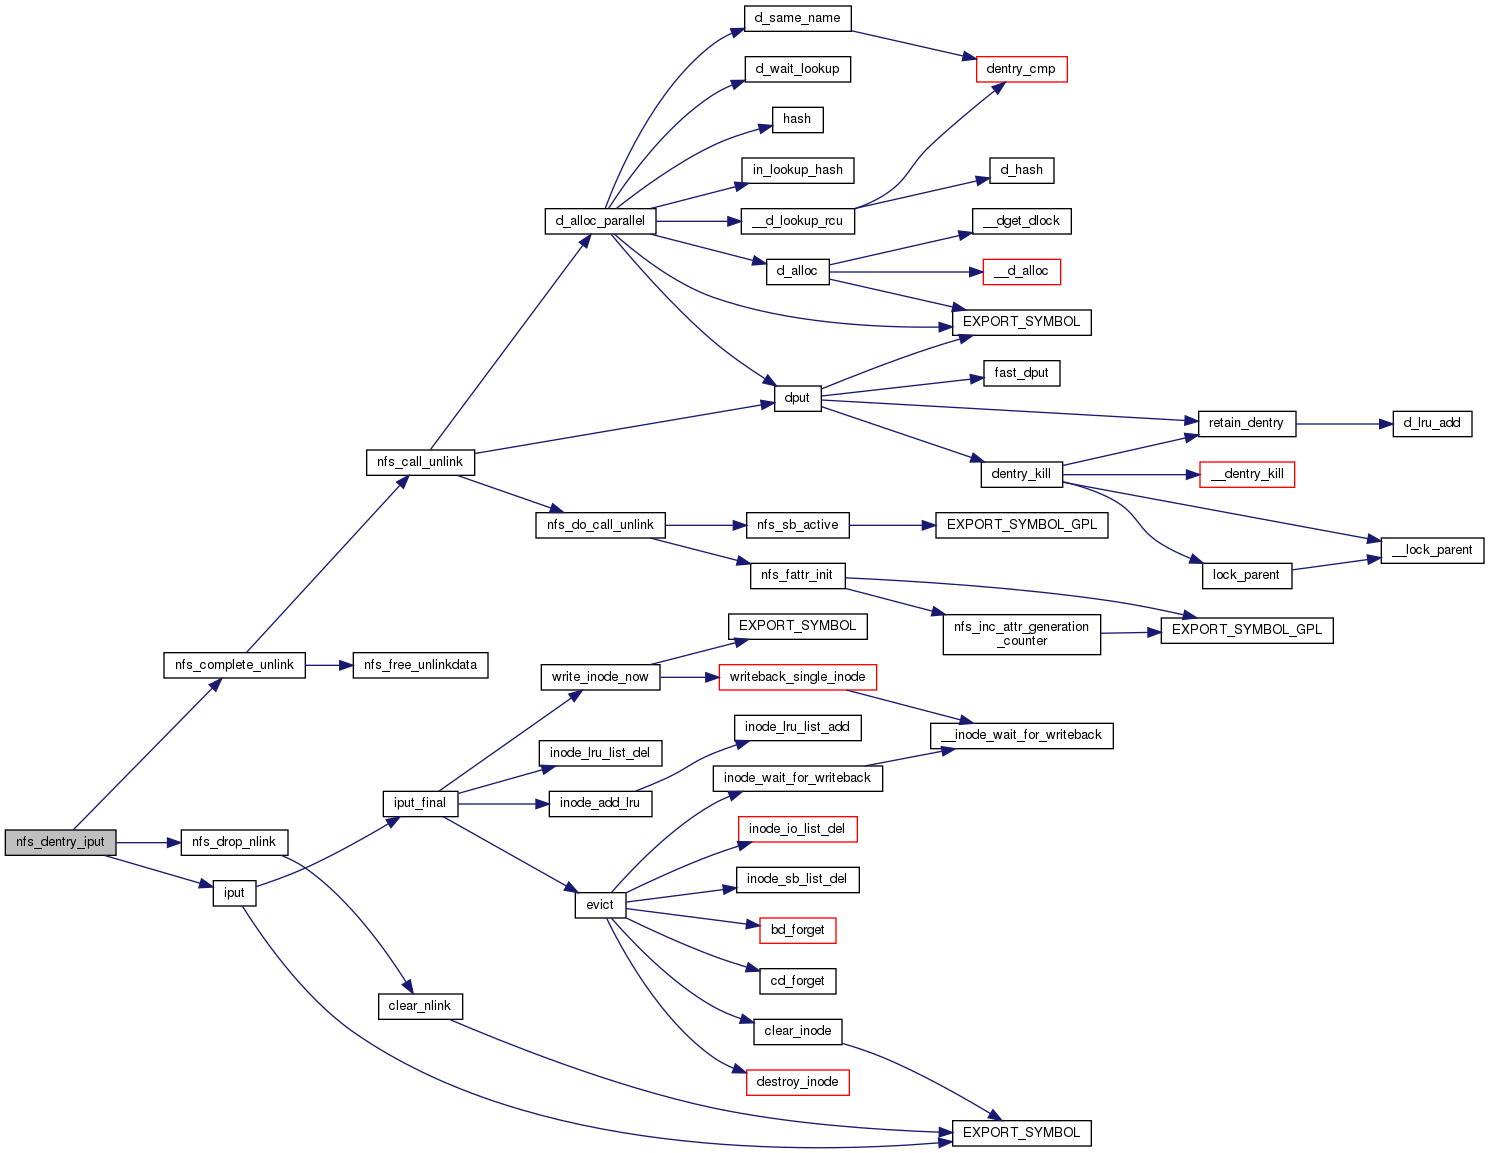 d_same_name
d_wait_lookup
dentry_cmp
hash
in_lookup_hash
d_hash
d_alloc_parallel
__d_lookup_rcu
__dget_dlock
d_alloc
__d_alloc
EXPORT_SYMBOL
fast_dput
dput
retain_dentry
d_lru_add
nfs_call_unlink
dentry_kill
__dentry_kill
nfs_do_call_unlink
nfs_sb_active
EXPORT_SYMBOL_GPL
__lock_parent
nfs_fattr_init
lock_parent
nfs_inc_attr_generation
_counter
EXPORT_SYMBOL_GPL
EXPORT_SYMBOL
nfs_complete_unlink
nfs_free_unlinkdata
write_inode_now
writeback_single_inode
inode_lru_list_add
__inode_wait_for_writeback
inode_lru_list_del
inode_wait_for_writeback
iput_final
inode_add_lru
inode_io_list_del
nfs_dentry_iput
nfs_drop_nlink
inode_sb_list_del
iput
evict
bd_forget
cd_forget
clear_nlink
clear_inode
destroy_inode
EXPORT_SYMBOL